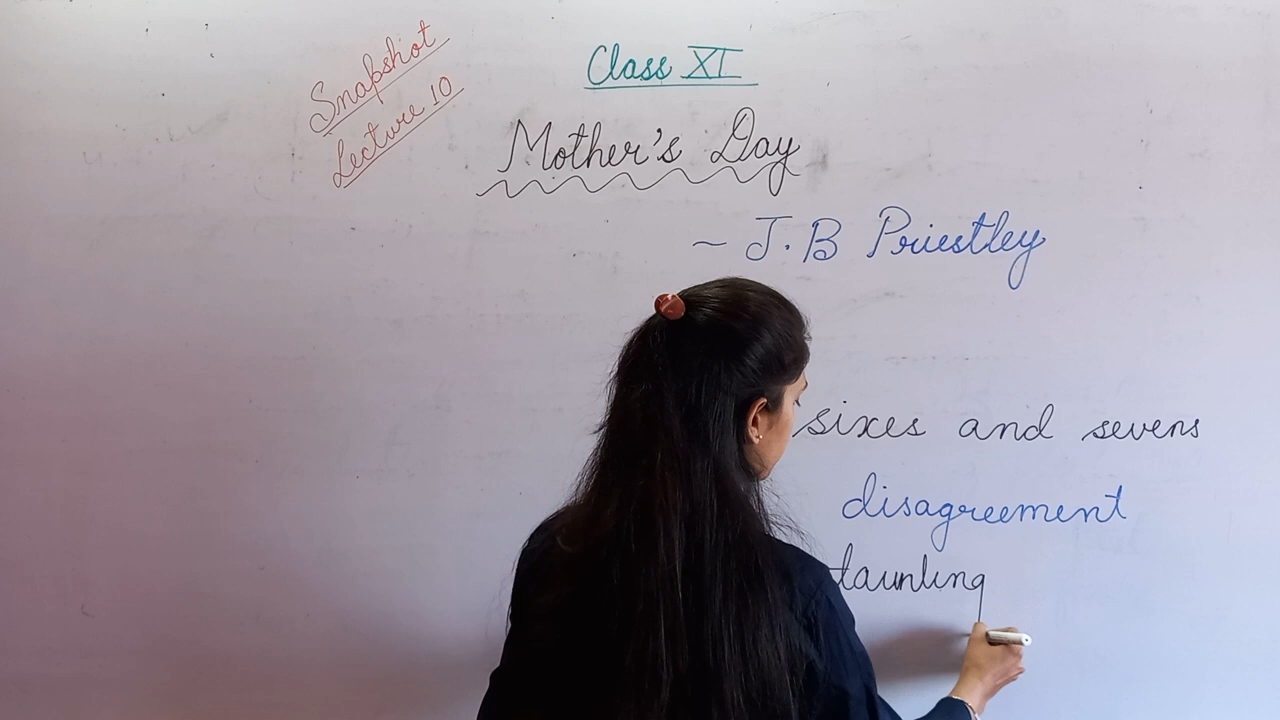 Snapshot
Lecture 10
Class XI
Mother's Day
~ J.B Priestley
sixes and sevens
disagreement
taunting